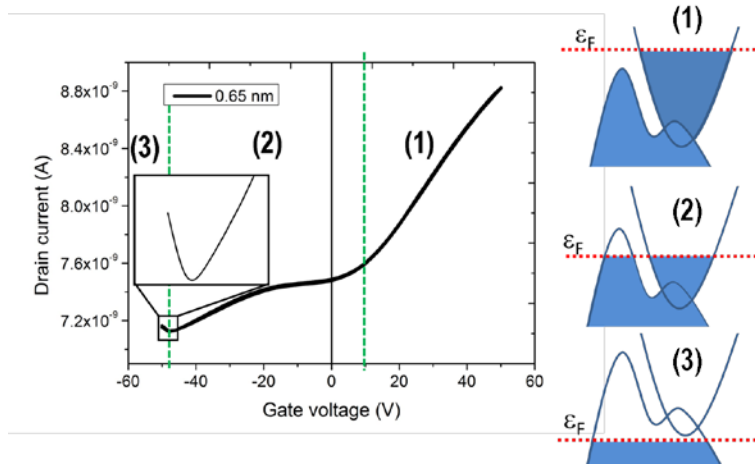 (1)
εF
8.8x10⁻⁹
0.65 nm
(3)
(2)
(1)
8.4x10⁻⁹
8.0x10⁻⁹
7.6x10⁻⁹
7.2x10⁻⁹
Drain current (A)
-60 -40 -20 0 20 40 60
Gate voltage (V)
(2)
εF
(3)
εF